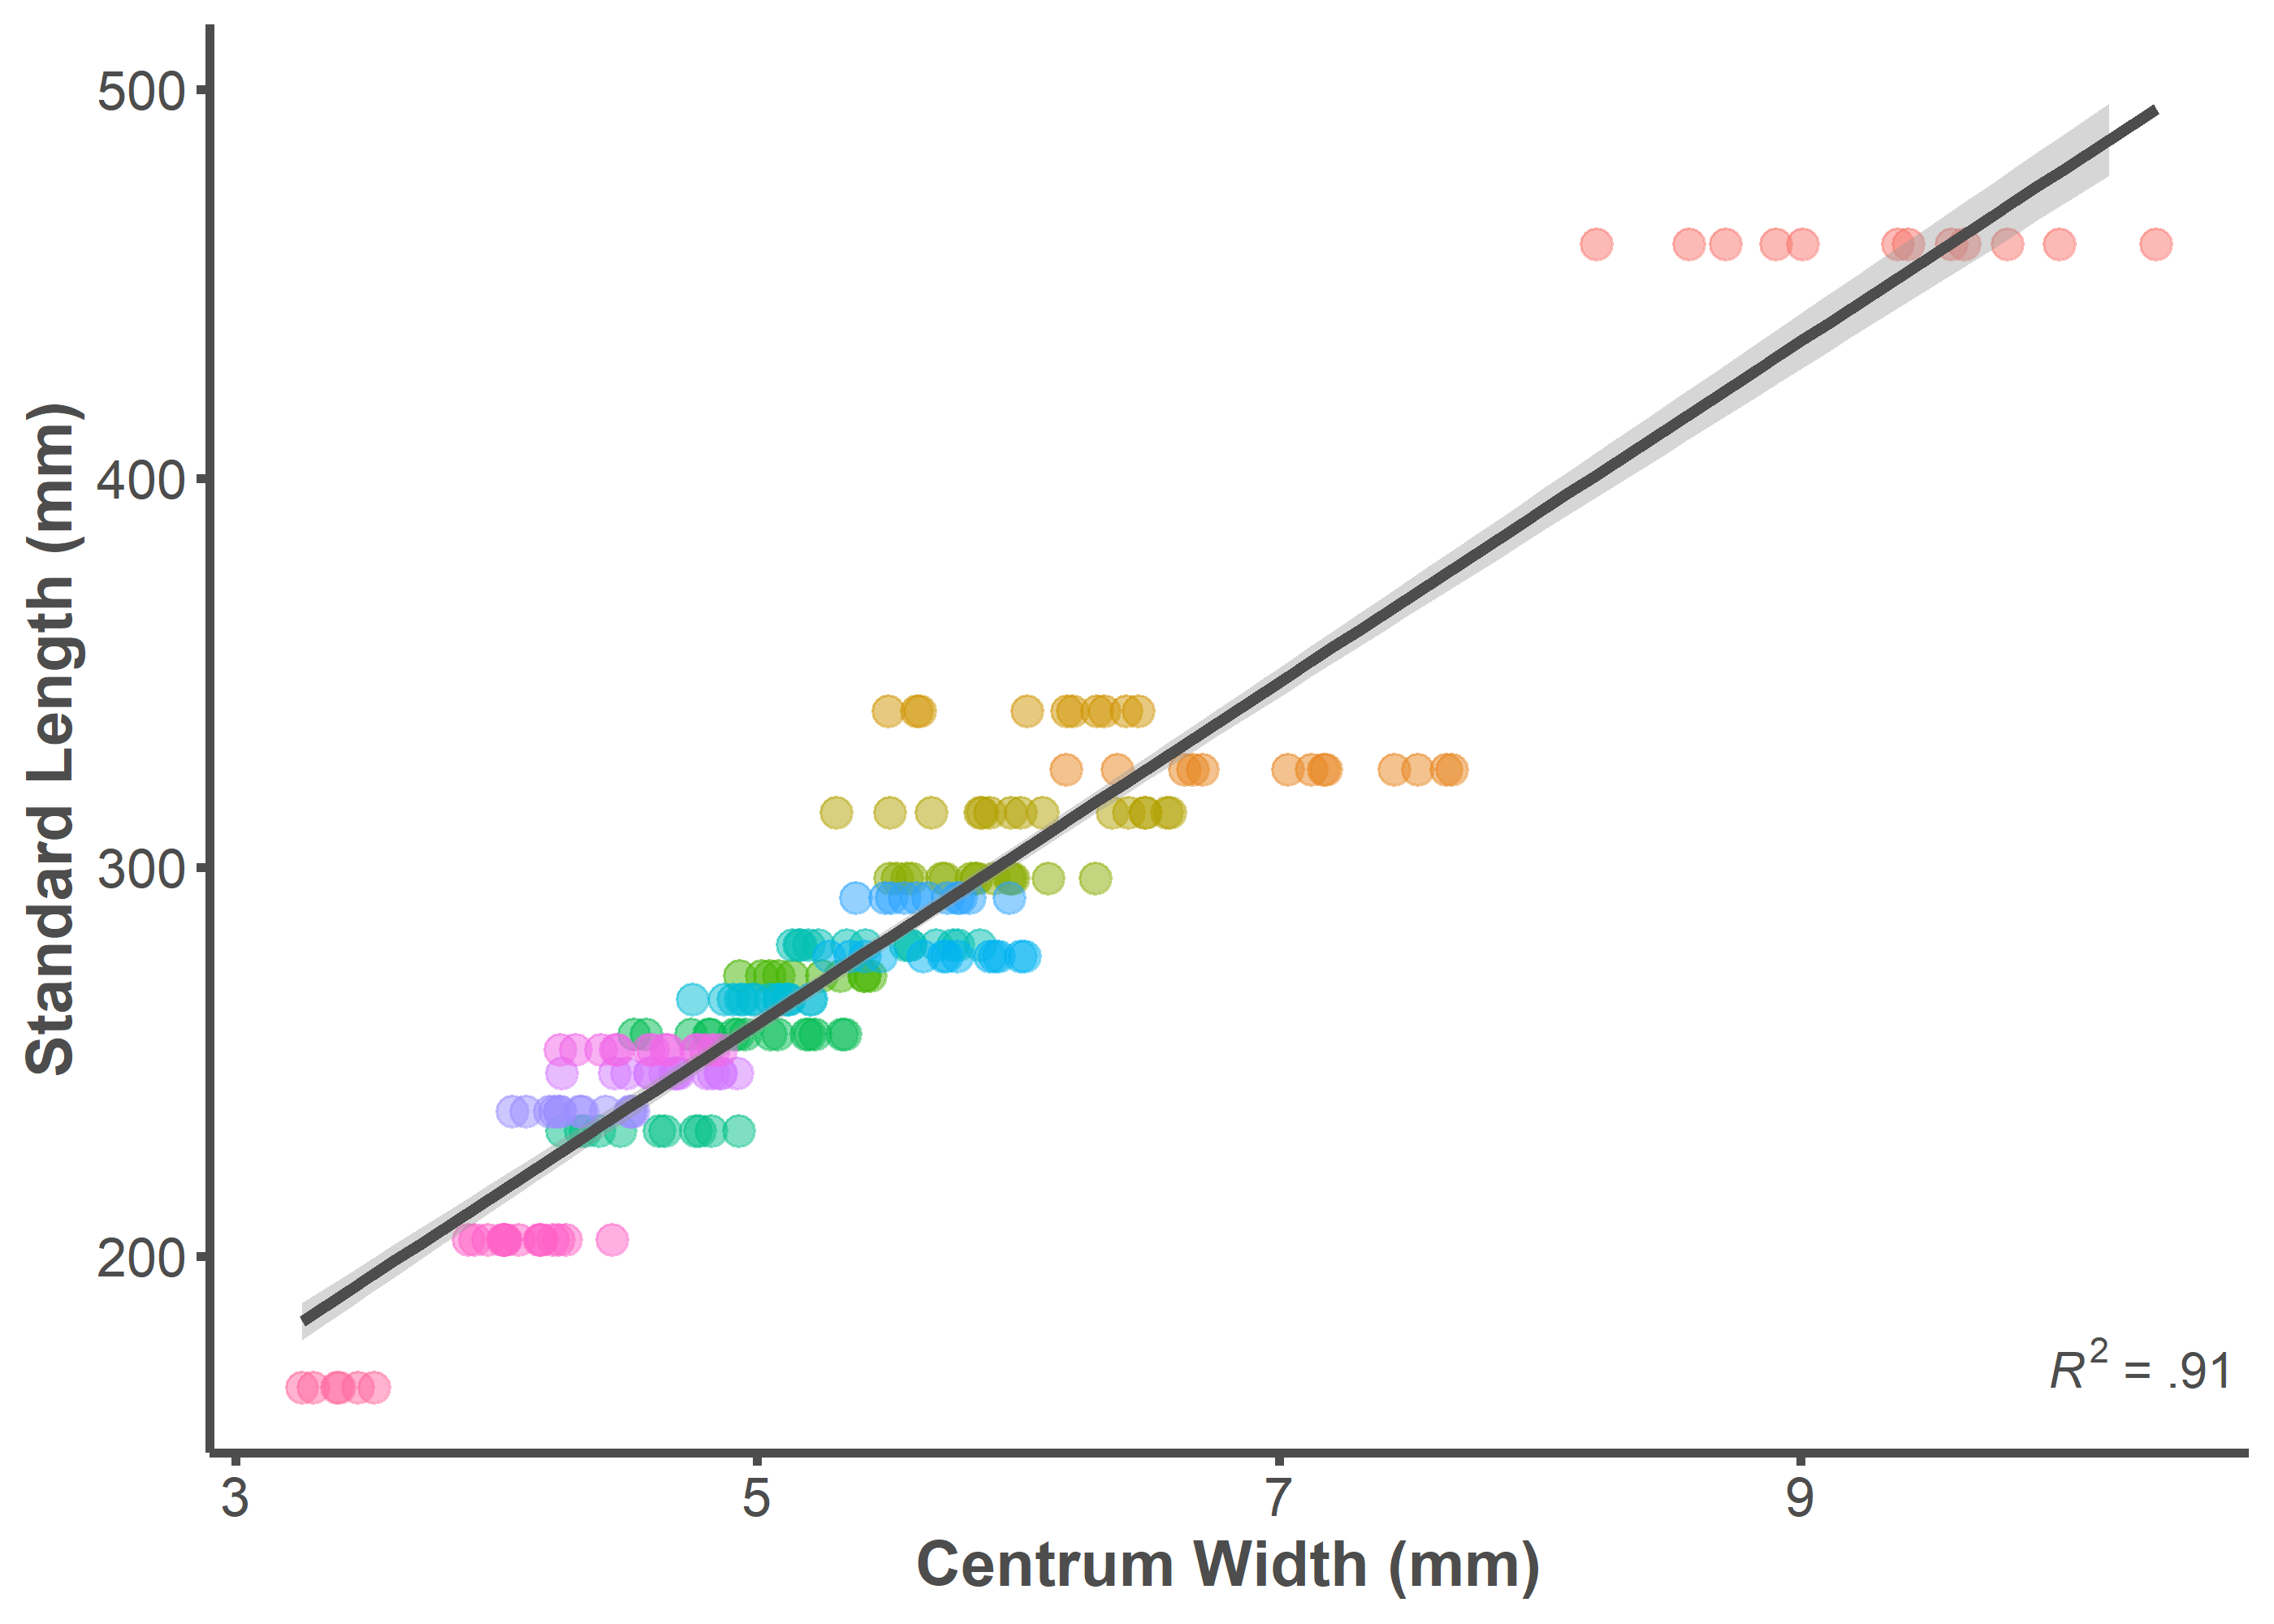 500
400
300
200
Standard Length (mm)
R² = .91
3 5 7 9
Centrum Width (mm)